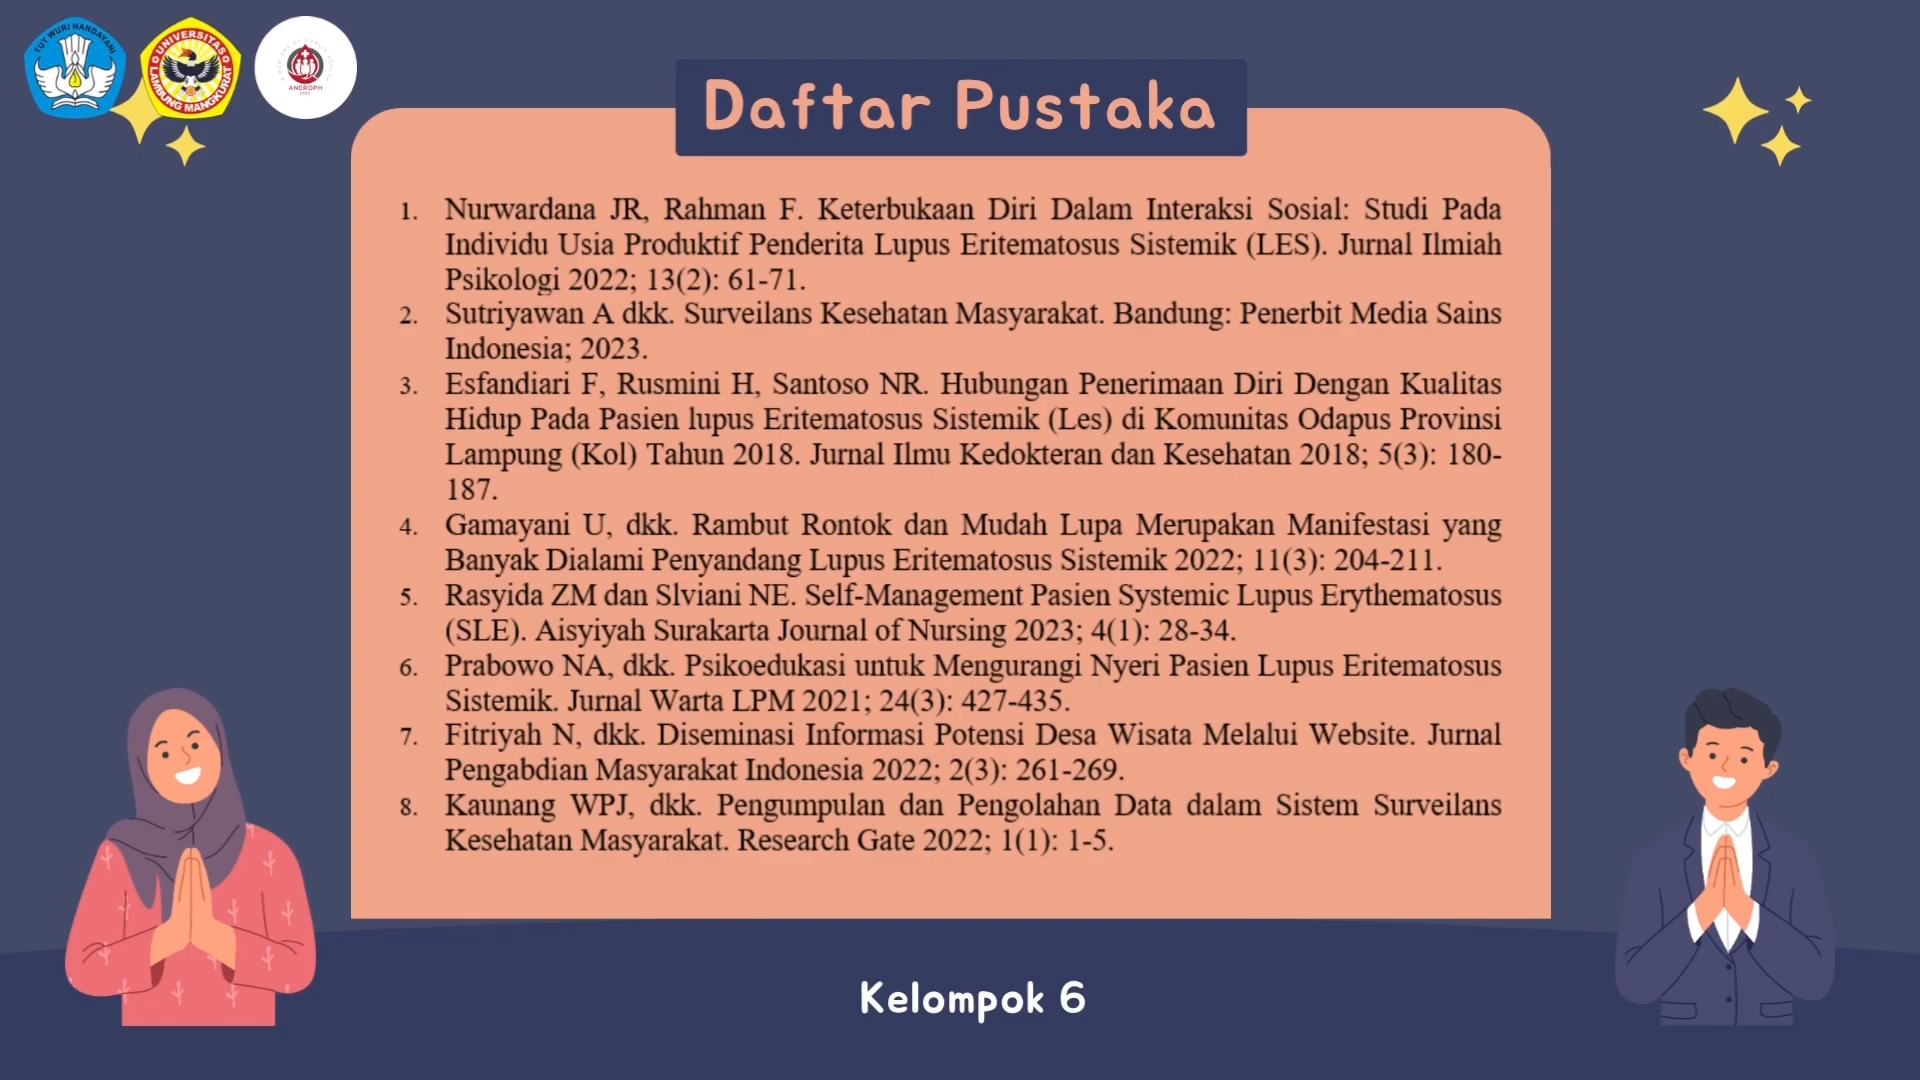 TUT WURI HANDAYANI
UNIVERSITAS
LAMBUNG MANGKURAT
ANEROPH
Daftar Pustaka
1. Nurwardana JR, Rahman F. Keterbukaan Diri Dalam Interaksi Sosial: Studi Pada
Individu Usia Produktif Penderita Lupus Eritematosus Sistemik (LES). Jurnal Ilmiah
Psikologi 2022; 13(2): 61-71.
2. Sutriyawan A dkk. Surveilans Kesehatan Masyarakat. Bandung: Penerbit Media Sains
Indonesia; 2023.
3. Esfandiari F, Rusmini H, Santoso NR. Hubungan Penerimaan Diri Dengan Kualitas
Hidup Pada Pasien lupus Eritematosus Sistemik (Les) di Komunitas Odapus Provinsi
Lampung (Kol) Tahun 2018. Jurnal Ilmu Kedokteran dan Kesehatan 2018; 5(3): 180-
187.
4. Gamayani U, dkk. Rambut Rontok dan Mudah Lupa Merupakan Manifestasi yang
Banyak Dialami Penyandang Lupus Eritematosus Sistemik 2022; 11(3): 204-211.
5. Rasyida ZM dan Slviani NE. Self-Management Pasien Systemic Lupus Erythematosus
(SLE). Aisyiyah Surakarta Journal of Nursing 2023; 4(1): 28-34.
6. Prabowo NA, dkk. Psikoedukasi untuk Mengurangi Nyeri Pasien Lupus Eritematosus
Sistemik. Jurnal Warta LPM 2021; 24(3): 427-435.
7. Fitriyah N, dkk. Diseminasi Informasi Potensi Desa Wisata Melalui Website. Jurnal
Pengabdian Masyarakat Indonesia 2022; 2(3): 261-269.
8. Kaunang WPJ, dkk. Pengumpulan dan Pengolahan Data dalam Sistem Surveilans
Kesehatan Masyarakat. Research Gate 2022; 1(1): 1-5.
Kelompok 6